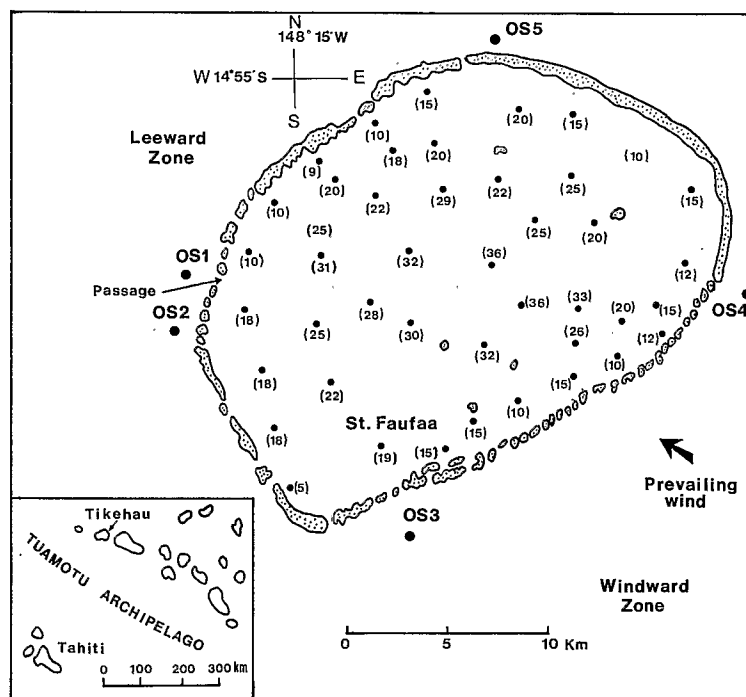 N
148° 15'W
W 14°55'S E
S
OS5
Leeward
Zone
(15)
(20)
(15)
(10)
(18)
(20)
(10)
(9)
(20)
(22)
(29)
(22)
(25)
(15)
(10)
(25)
(25)
(20)
OS1
(10)
(31)
(32)
(36)
(12)
Passage
OS4
OS2
(18)
(28)
(36)
(33)
(15)
(25)
(30)
(20)
(12)
(32)
(26)
(10)
(18)
(22)
(15)
(10)
St. Faufaa
(18)
(15)
(19)
(15)
(5)
Prevailing
wind
OS3
Windward
Zone
0 5 10 Km
Tikehau
TUAMOTU ARCHIPELAGO
Tahiti
0 100 200 300 km